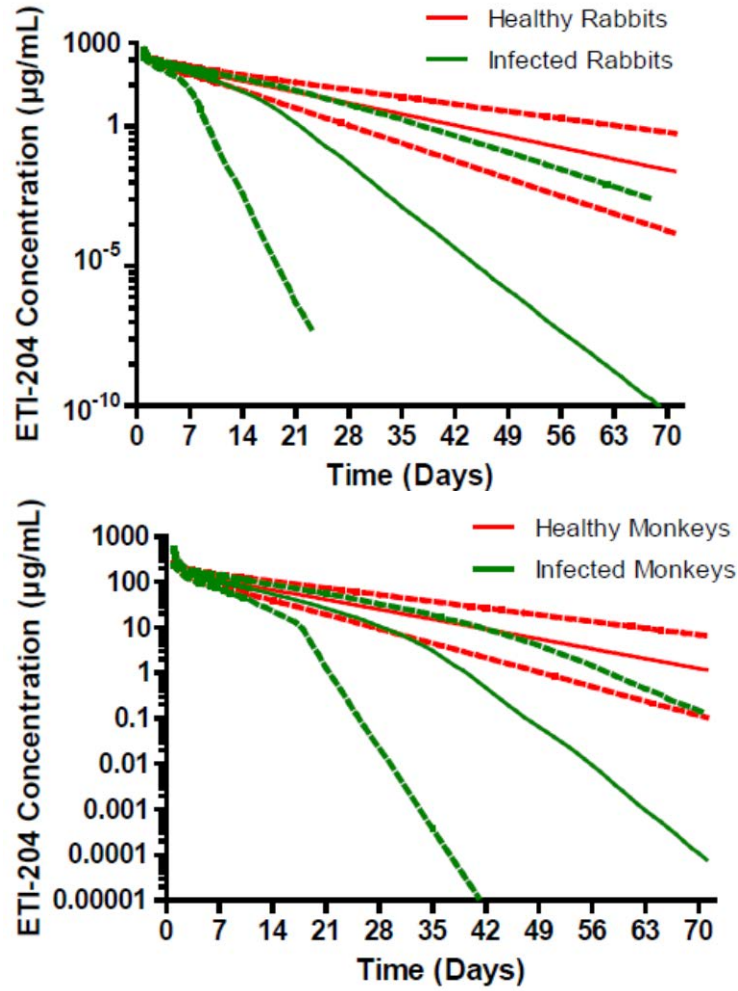 Healthy Rabbits
Infected Rabbits
ETI-204 Concentration (µg/mL)
1000
1
10-5
10-10
0 7 14 21 28 35 42 49 56 63 70
Time (Days)
Healthy Monkeys
Infected Monkeys
ETI-204 Concentration (µg/mL)
1000
100
10
1
0.1
0.01
0.001
0.0001
0.00001
0 7 14 21 28 35 42 49 56 63 70
Time (Days)